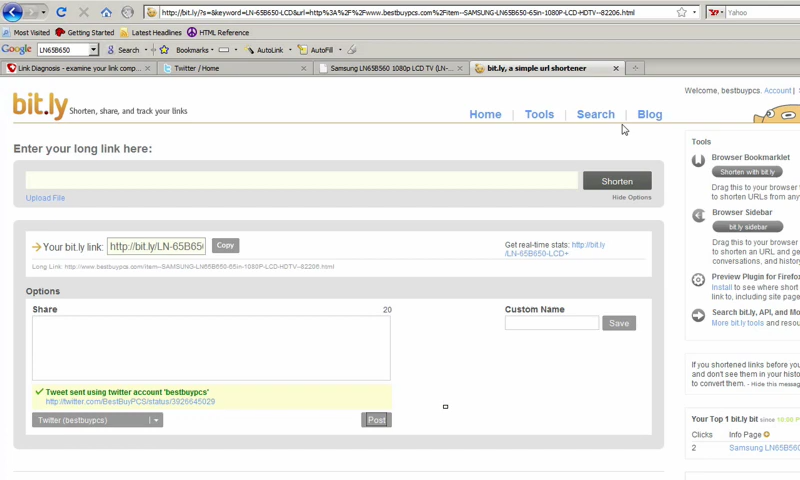 http://bit.ly/?s=&keyword=LN-65B650-LCD&url=http%3A%2F%2Fwww.bestbuypcs.com%2Fitem--SAMSUNG-LN65B650-65in-1080P-LCD-HDTV--82206.html
Yahoo
Most Visited Getting Started Latest Headlines HTML Reference
Google LN65B650 Search Bookmarks AutoLink AutoFill
Link Diagnosis - examine your link comp... Twitter / Home Samsung LN65B650 1080p LCD TV (LN-... bit.ly, a simple url shortener
Welcome, bestbuypcs. Account
bit.ly Shorten, share, and track your links
Home | Tools | Search | Blog
Enter your long link here:
Shorten
Upload File
Hide Options
Your bit.ly link: http://bit.ly/LN-65B65 Copy
Get real-time stats: http://bit.ly
/LN-65B650-LCD+
Long Link: http://www.bestbuypcs.com/item--SAMSUNG-LN65B650-65in-1080P-LCD-HDTV--82206.html
Options
Share 20
Custom Name
Save
Tweet sent using twitter account 'bestbuypcs'
http://twitter.com/BestBuyPCS/status/3926645029
Twitter (bestbuypcs)
Post
Tools
Browser Bookmarklet
Shorten with bit.ly
Drag this to your browser
to shorten URLs from any
Browser Sidebar
bit.ly sidebar
Drag this to your browser
to shorten an URL and ge
conversations, and history
Preview Plugin for Firefox
Install to see where short
link to, including site page
Search bit.ly, API, and Mo
More bit.ly tools and resou
If you shortened links before you
and don't see them in your histo
to convert them. - Hide this messag
Your Top 1 bit.ly bit since 10:00 P
Clicks Info Page
2 Samsung LN65B560